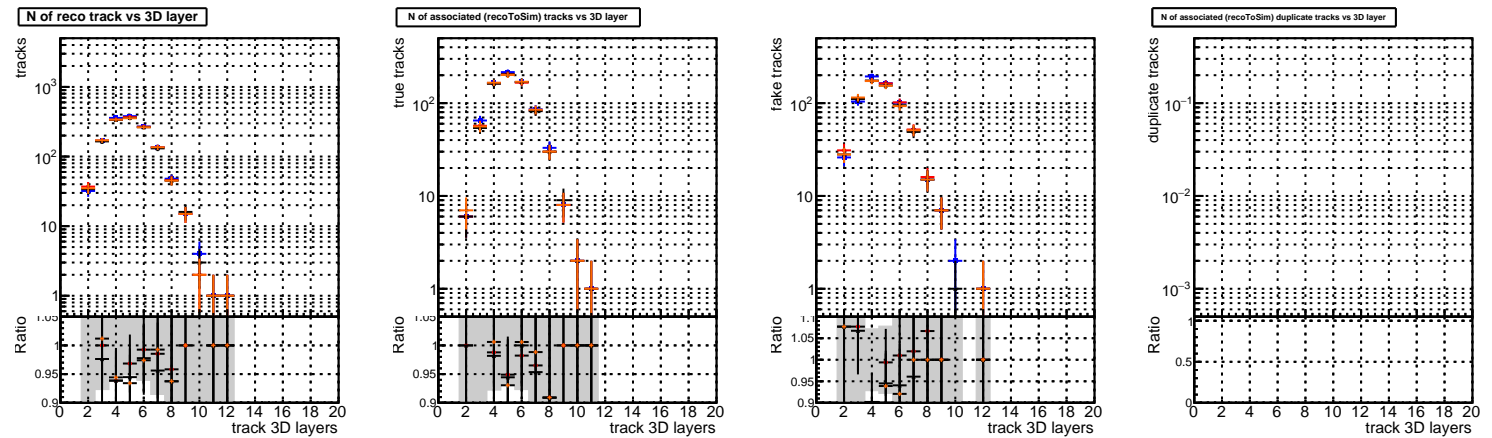 N of reco track vs 3D layer
tracks
10³
10²
10
1
Ratio
1.05
1
0.95
0.9
0 2 4 6 8 10 12 14 16 18 20
track 3D layers
N of associated (recoToSim) tracks vs 3D layer
true tracks
10²
10
1
Ratio
1.05
1
0.95
0.9
0 2 4 6 8 10 12 14 16 18 20
track 3D layers
fake tracks
10²
10
1
Ratio
1.1
1.05
1
0.95
0.9
0 2 4 6 8 10 12 14 16 18 20
track 3D layers
N of associated (recoToSim) duplicate tracks vs 3D layer
duplicate tracks
10⁻¹
10⁻²
10⁻³
Ratio
1
0.5
0
0 2 4 6 8 10 12 14 16 18 20
track 3D layers